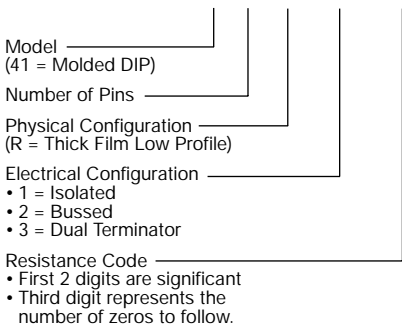 Model
(41 = Molded DIP)
Number of Pins
Physical Configuration
(R = Thick Film Low Profile)
Electrical Configuration
• 1 = Isolated
• 2 = Bussed
• 3 = Dual Terminator
Resistance Code
• First 2 digits are significant
• Third digit represents the
number of zeros to follow.